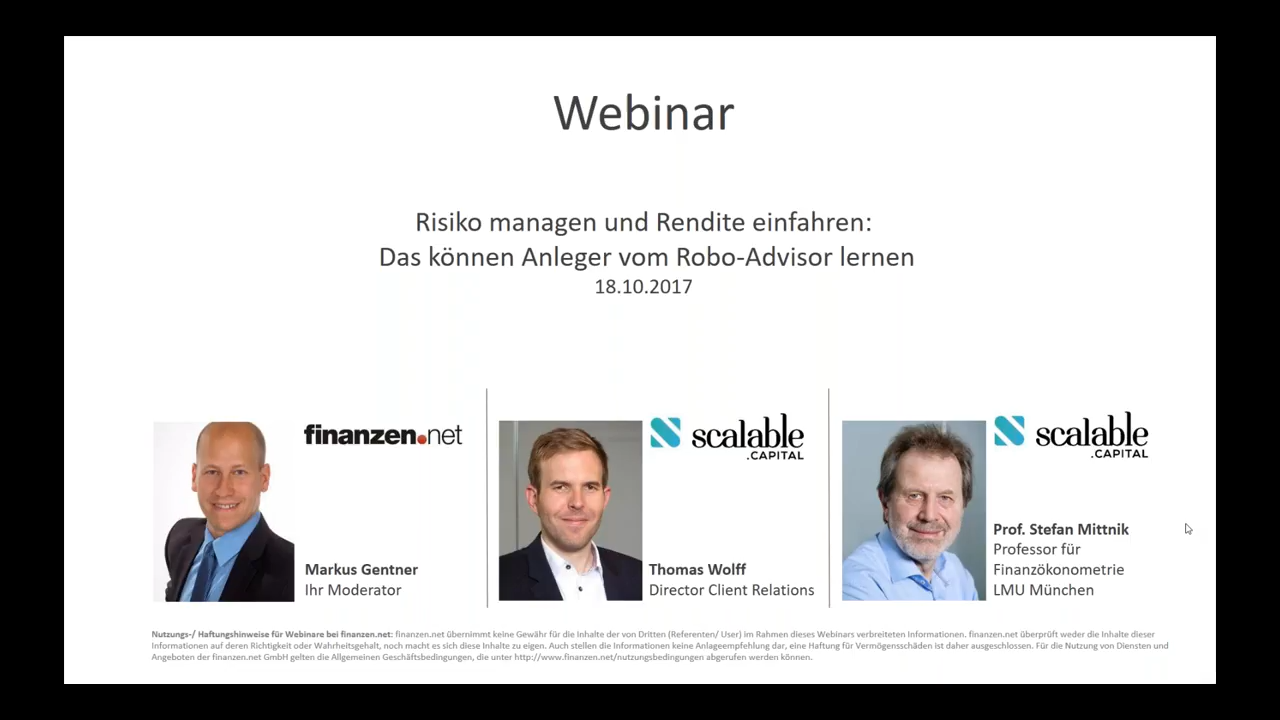 Webinar
Risiko managen und Rendite einfahren:
Das können Anleger vom Robo-Advisor lernen
18.10.2017
finanzen.net
Markus Gentner
Ihr Moderator
scalable
.CAPITAL
Thomas Wolff
Director Client Relations
scalable
.CAPITAL
Prof. Stefan Mittnik
Professor für
Finanzökonometrie
LMU München
Nutzungs-/ Haftungshinweise für Webinare bei finanzen.net: finanzen.net übernimmt keine Gewähr für die Inhalte der von Dritten (Referenten/ User) im Rahmen dieses Webinars verbreiteten Informationen. finanzen.net überprüft weder die Inhalte dieser
Informationen auf deren Richtigkeit oder Wahrheitsgehalt, noch macht es sich diese Inhalte zu eigen. Auch stellen die Informationen keine Anlageempfehlung dar, eine Haftung für Vermögensschäden ist daher ausgeschlossen. Für die Nutzung von Diensten und
Angeboten der finanzen.net GmbH gelten die Allgemeinen Geschäftsbedingungen, die unter http://www.finanzen.net/nutzungsbedingungen abgerufen werden können.